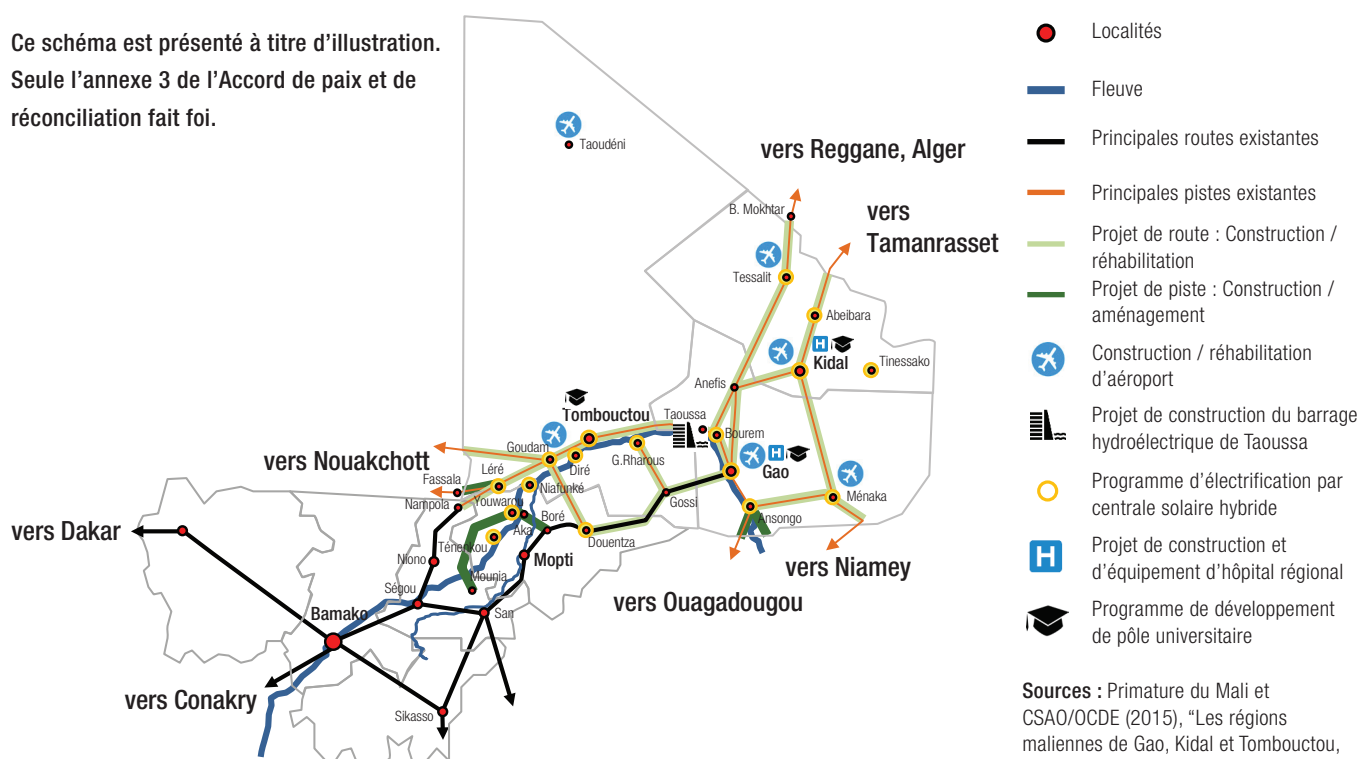 Ce schéma est présenté à titre d’illustration.
Seule l’annexe 3 de l’Accord de paix et de
réconciliation fait foi.
Taoudéni
vers Reggane, Alger
B. Mokhtar
vers
Tamanrasset
Tessalit
Abeibara
Kidal
Tinessako
Anefis
Tombouctou
Taoussa
Bourem
Goudam
Diré
G.Rharous
Gao
vers Nouakchott
Léré
Fassala
Niafunké
Nampola
Youwarou
Gossi
Ménaka
Ansongo
Boré
Aka
Douentza
vers Dakar
Ténenkou
Niono
Mopti
vers Niamey
Mounia
Ségou
vers Ouagadougou
Bamako
San
vers Conakry
Sikasso
Localités
Fleuve
Principales routes existantes
Principales pistes existantes
Projet de route : Construction /
réhabilitation
Projet de piste : Construction /
aménagement
Construction / réhabilitation
d’aéroport
Projet de construction du barrage
hydroélectrique de Taoussa
Programme d’électrification par
centrale solaire hybride
H
Projet de construction et
d’équipement d’hôpital régional
Programme de développement
de pôle universitaire
Sources : Primature du Mali et
CSAO/OCDE (2015), “Les régions
maliennes de Gao, Kidal et Tombouctou,
H
H